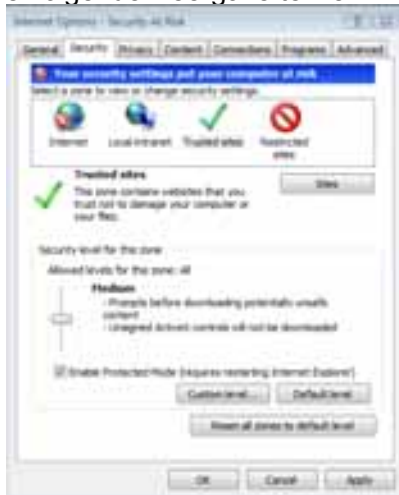 Internet Options - Security At Risk
General Security Privacy Content Connections Programs Advanced
Your security settings put your computer at risk
Select a zone to view or change security settings.
Internet Local intranet Trusted sites Restricted sites
Trusted sites
Sites
This zone contains websites that you
trust not to damage your computer or
your files.
Security level for this zone
Allowed levels for this zone: All
Medium
- Prompts before downloading potentially unsafe
content
- Unsigned ActiveX controls will not be downloaded
Enable Protected Mode (requires restarting Internet Explorer)
Custom level... Default level
Reset all zones to default level
OK Cancel Apply